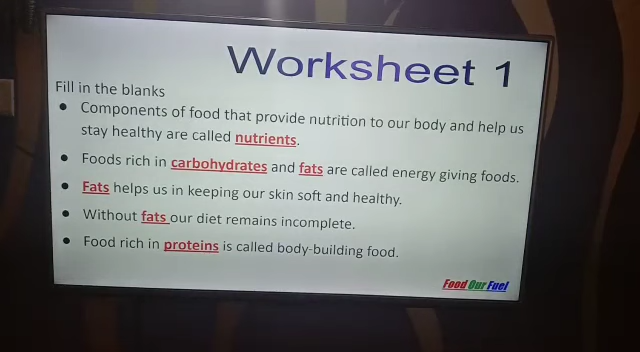 Worksheet 1
Fill in the blanks
• Components of food that provide nutrition to our body and help us
stay healthy are called nutrients.
• Foods rich in carbohydrates and fats are called energy giving foods.
• Fats helps us in keeping our skin soft and healthy.
• Without fats our diet remains incomplete.
• Food rich in proteins is called body-building food.
Food Our Fuel